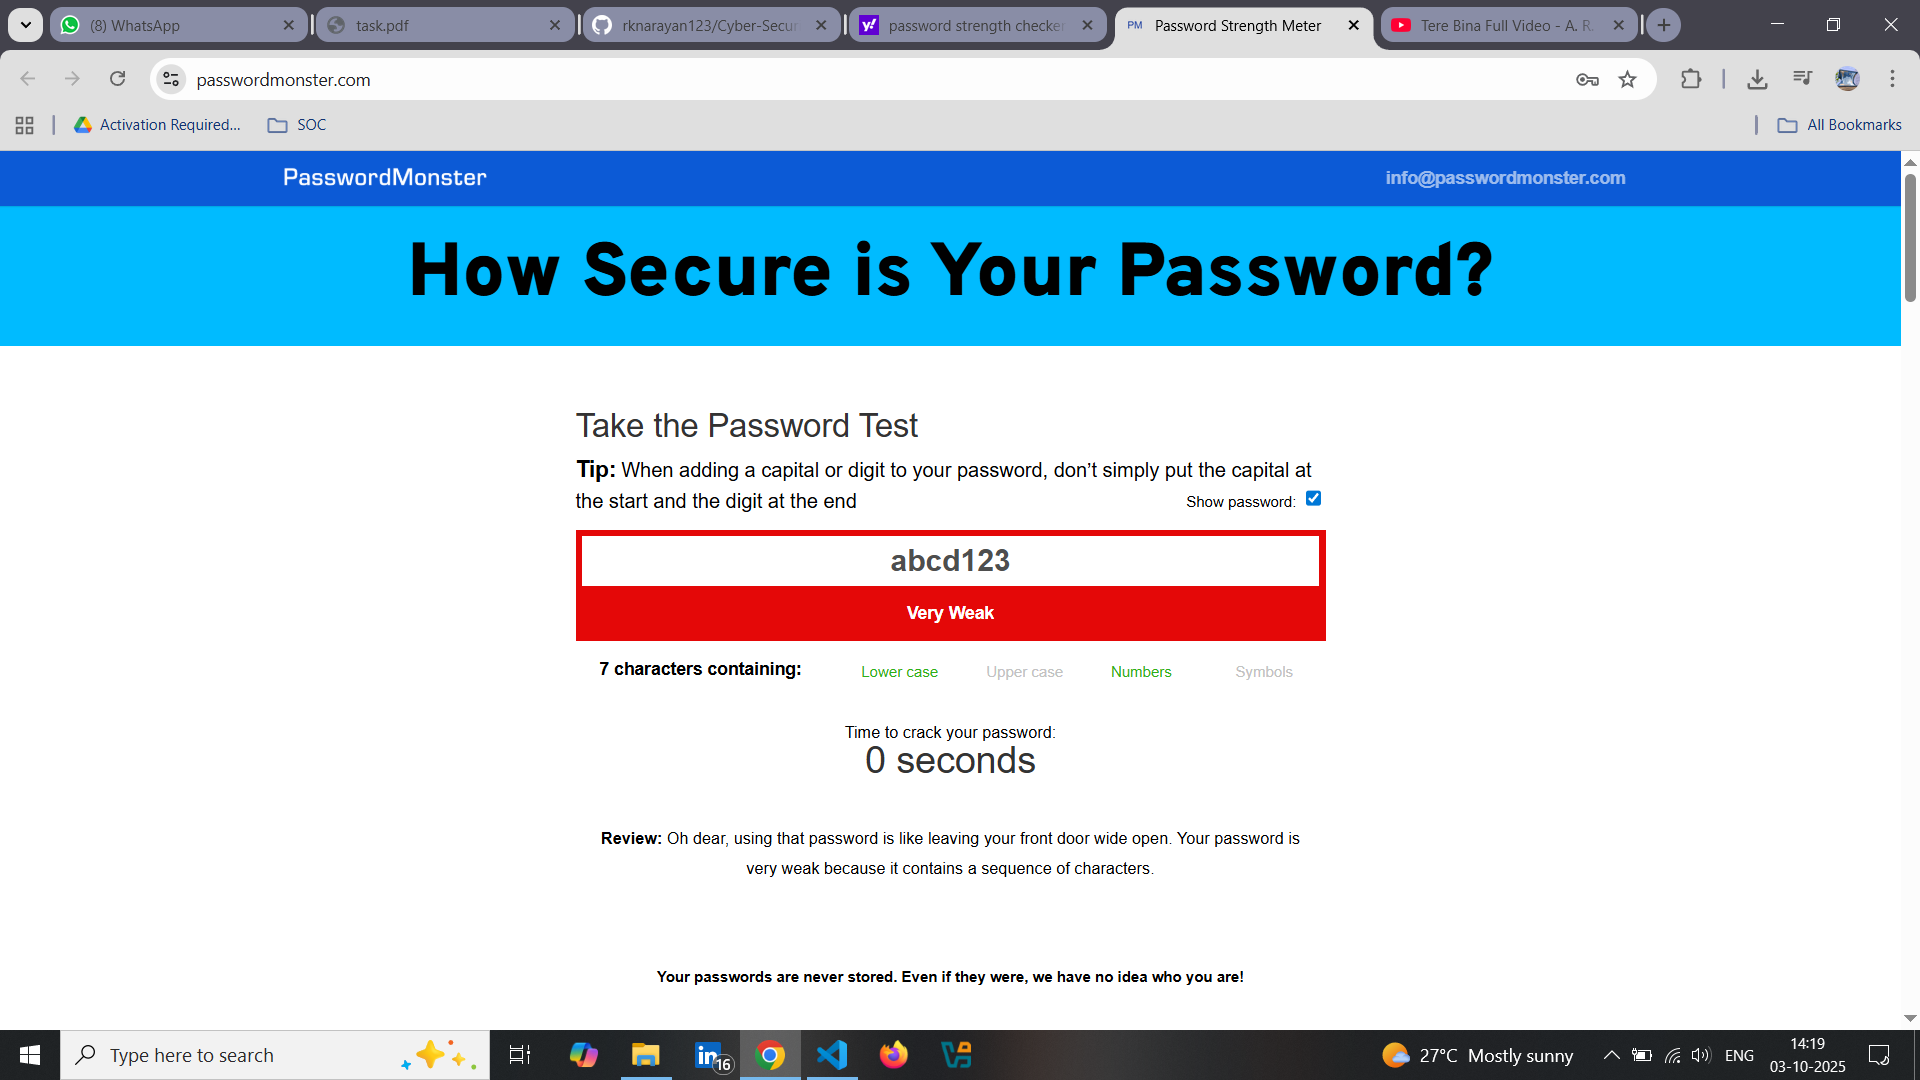 (8) WhatsApp
task.pdf
rknarayan123/Cyber-Secur
password strength checker
PM Password Strength Meter
Tere Bina Full Video - A. R.
passwordmonster.com
Activation Required...
SOC
All Bookmarks
PasswordMonster
info@passwordmonster.com
How Secure is Your Password?
Take the Password Test
Tip: When adding a capital or digit to your password, don’t simply put the capital at
the start and the digit at the end
Show password:
abcd123
Very Weak
7 characters containing:
Lower case
Upper case
Numbers
Symbols
Time to crack your password:
0 seconds
Review: Oh dear, using that password is like leaving your front door wide open. Your password is
very weak because it contains a sequence of characters.
Your passwords are never stored. Even if they were, we have no idea who you are!
Type here to search
in
16
27°C Mostly sunny
ENG
14:19
03-10-2025